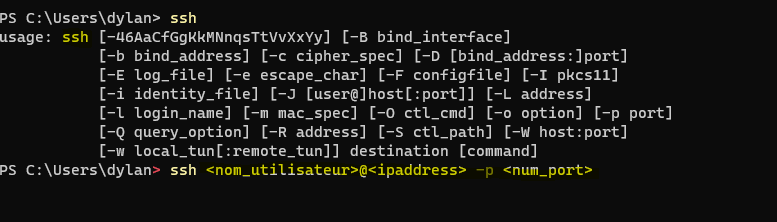 PS C:\Users\dylan> ssh
usage: ssh [-46AaCfGgKkMNnqsTtVvXxYy] [-B bind_interface]
[-b bind_address] [-c cipher_spec] [-D [bind_address:]port]
[-E log_file] [-e escape_char] [-F configfile] [-I pkcs11]
[-i identity_file] [-J [user@]host[:port]] [-L address]
[-l login_name] [-m mac_spec] [-O ctl_cmd] [-o option] [-p port]
[-Q query_option] [-R address] [-S ctl_path] [-W host:port]
[-w local_tun[:remote_tun]] destination [command]
PS C:\Users\dylan> ssh <nom_utilisateur>@<ipaddress> -p <num_port>